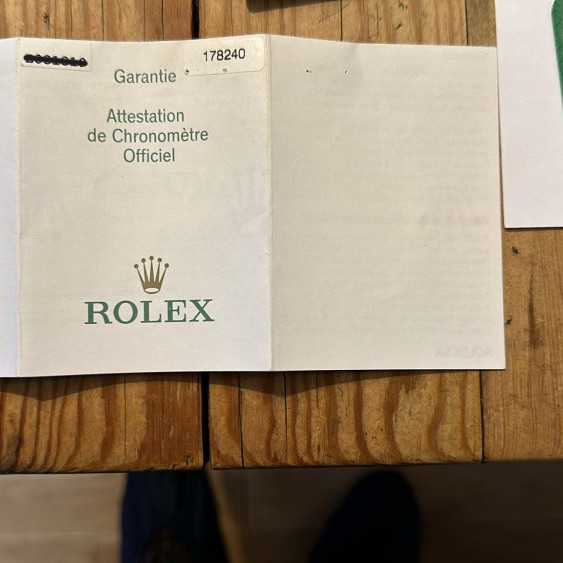 178240
Garantie
Attestation
de Chronomètre
Officiel
ROLEX